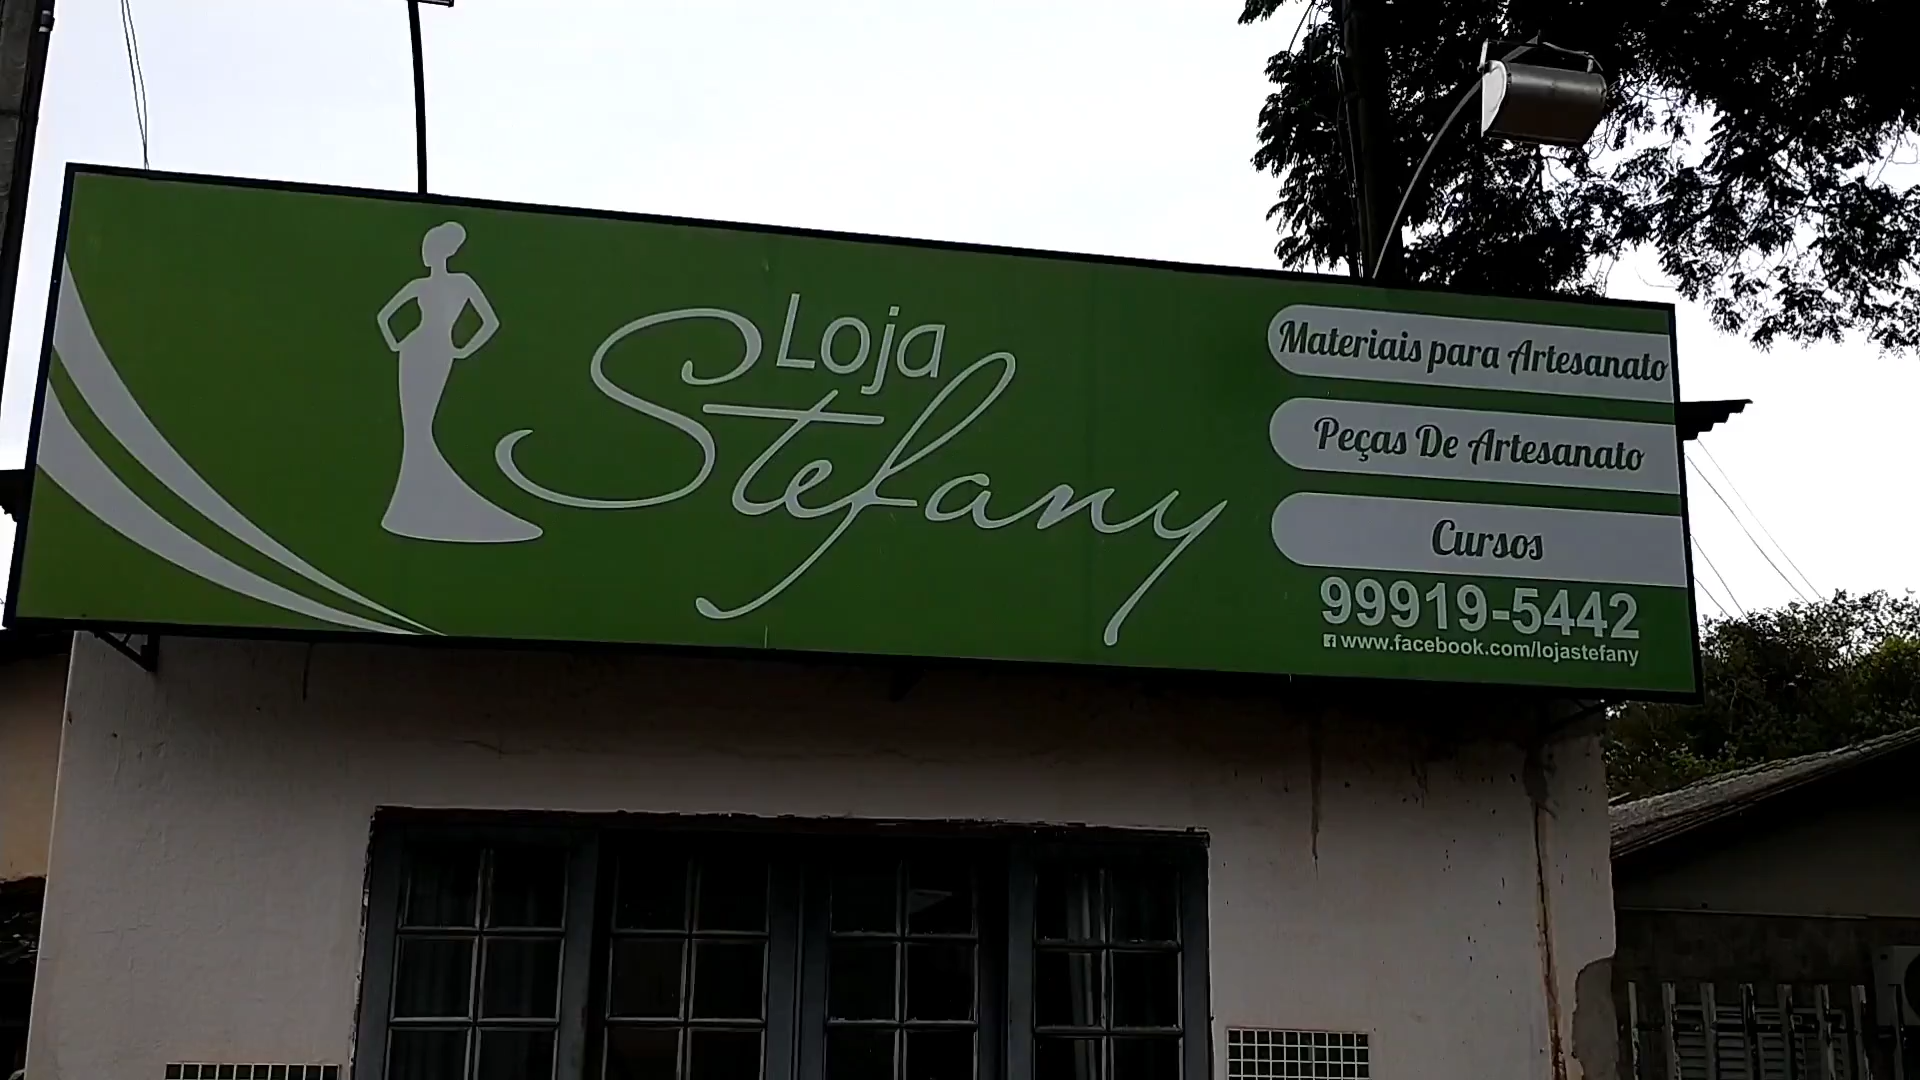 Loja
Stefany
Materiais para Artesanato
Peças De Artesanato
Cursos
99919-5442
www.facebook.com/lojastefany